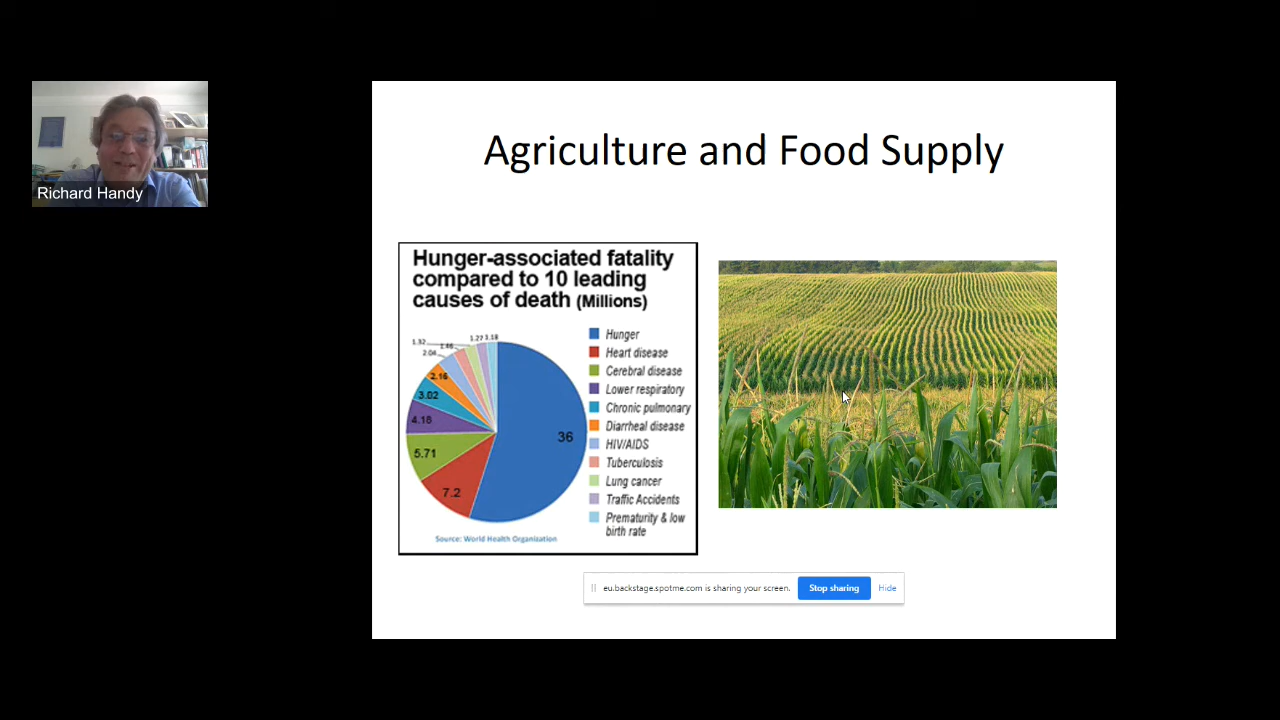 Agriculture and Food Supply
Richard Handy
Hunger-associated fatality
compared to 10 leading
causes of death (Millions)
1.32
1.46
1.27
1.18
2.04
2.16
3.02
4.18
5.71
7.2
36
Hunger
Heart disease
Cerebral disease
Lower respiratory
Chronic pulmonary
Diarrheal disease
HIV/AIDS
Tuberculosis
Lung cancer
Traffic Accidents
Prematurity & low
birth rate
Source: World Health Organization
eu.backstage.spotme.com is sharing your screen.
Stop sharing
Hide